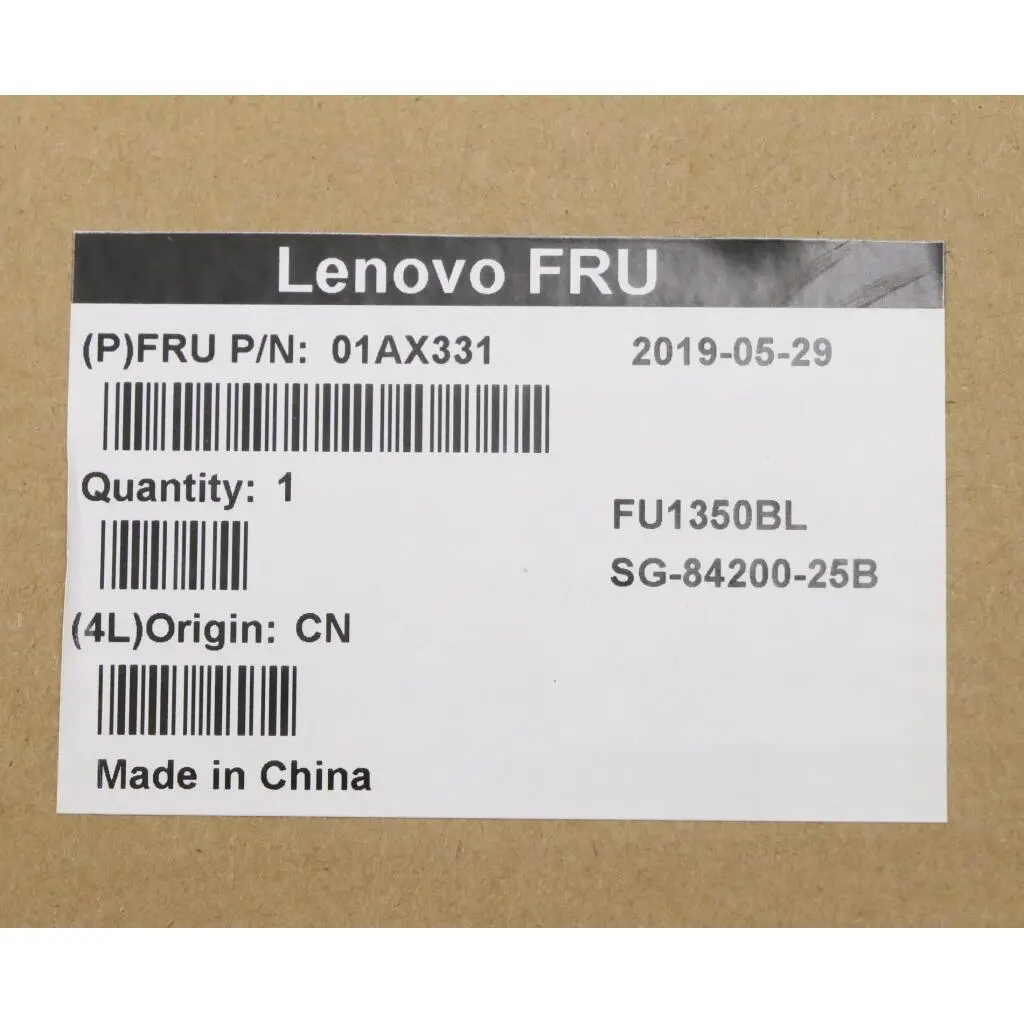 Lenovo FRU
(P)FRU P/N: 01AX331
2019-05-29
Quantity: 1
FU1350BL
SG-84200-25B
(4L)Origin: CN
Made in China